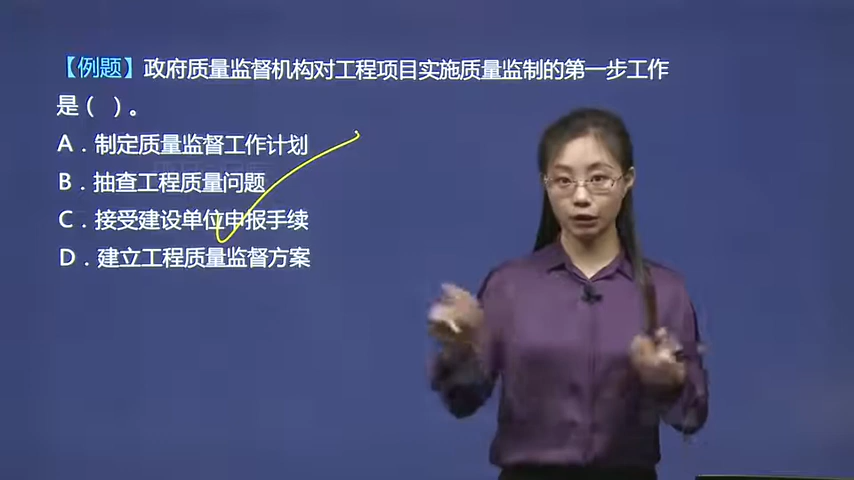 【例题】政府质量监督机构对工程项目实施质量监制的第一步工作
是（ ）。
A．制定质量监督工作计划
B．抽查工程质量问题
C．接受建设单位申报手续
D．建立工程质量监督方案